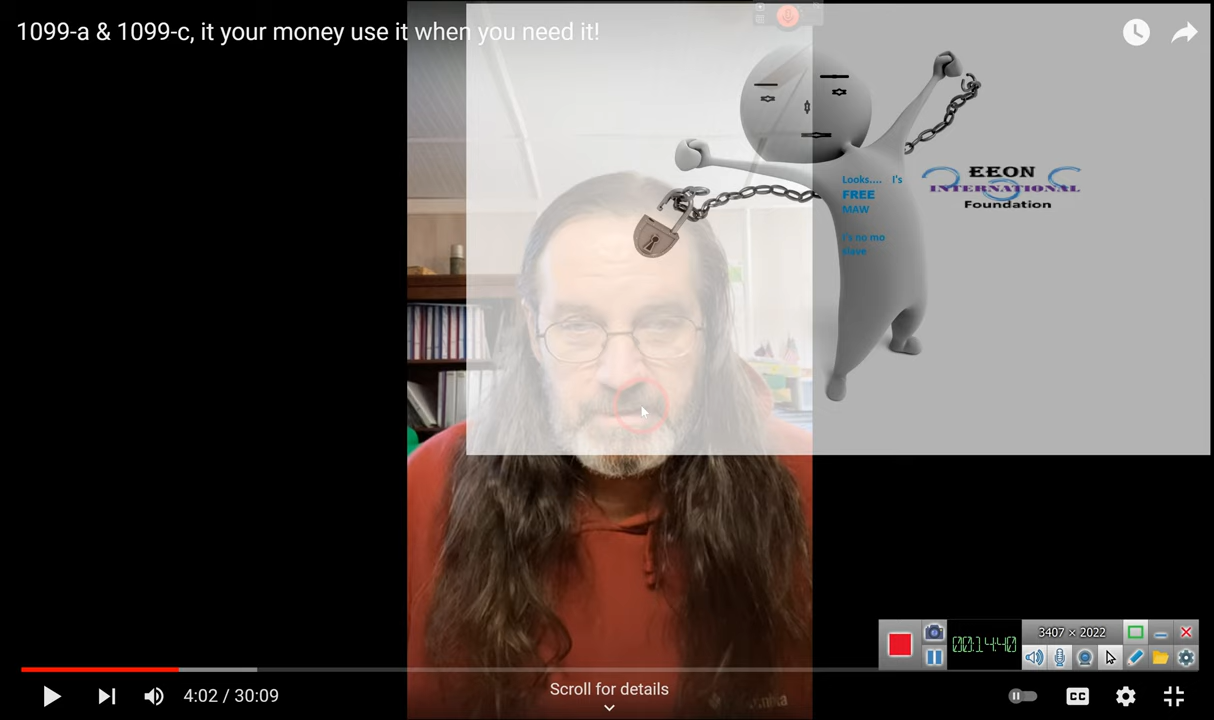 1099-a & 1099-c, it your money use it when you need it!
Looks.... I's
FREE
MAW
I's no mo
slave
EEON
INTERNATIONAL
Foundation
00:14:40
3407 × 2022
4:02 / 30:09
Scroll for details
CC